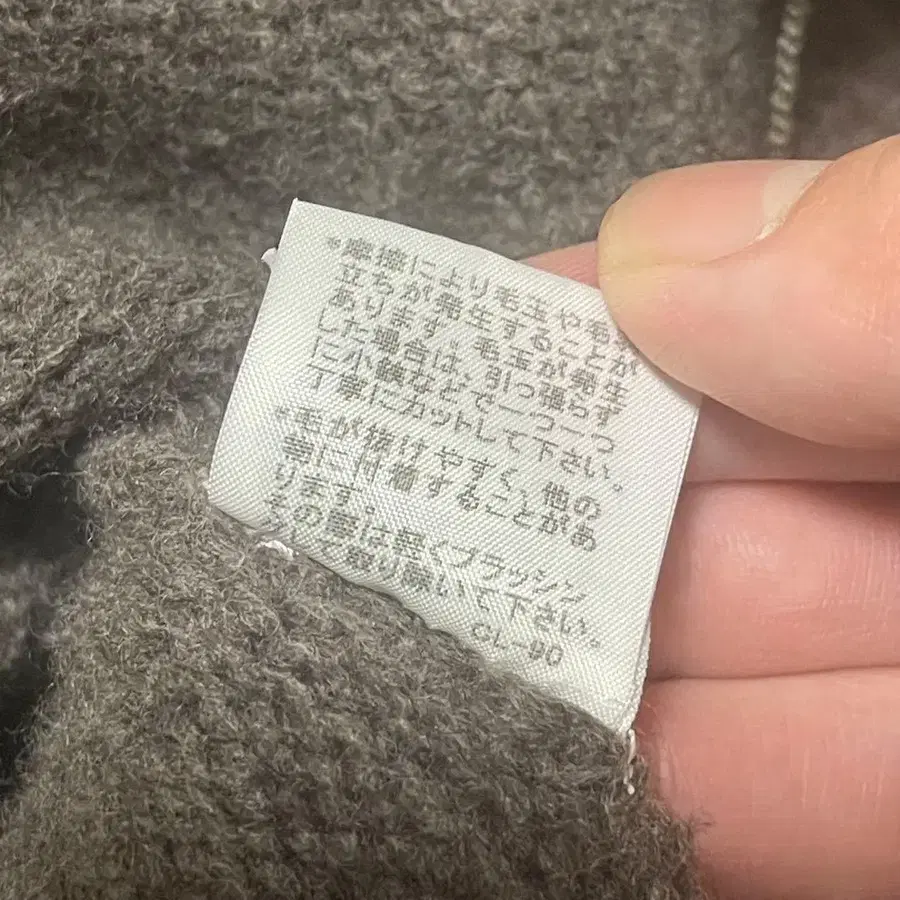 *摩擦により毛玉や毛
立ちが発生することが
あります。毛玉が発生
した場合は、引っ張らず
に小鋏などで一つ一つ
丁寧にカットして下さい。
*毛が抜けやすく、他の
着に付着することがあ
ります。
その際は軽くブラッシン
グして取り除いて下さい。
CL-90